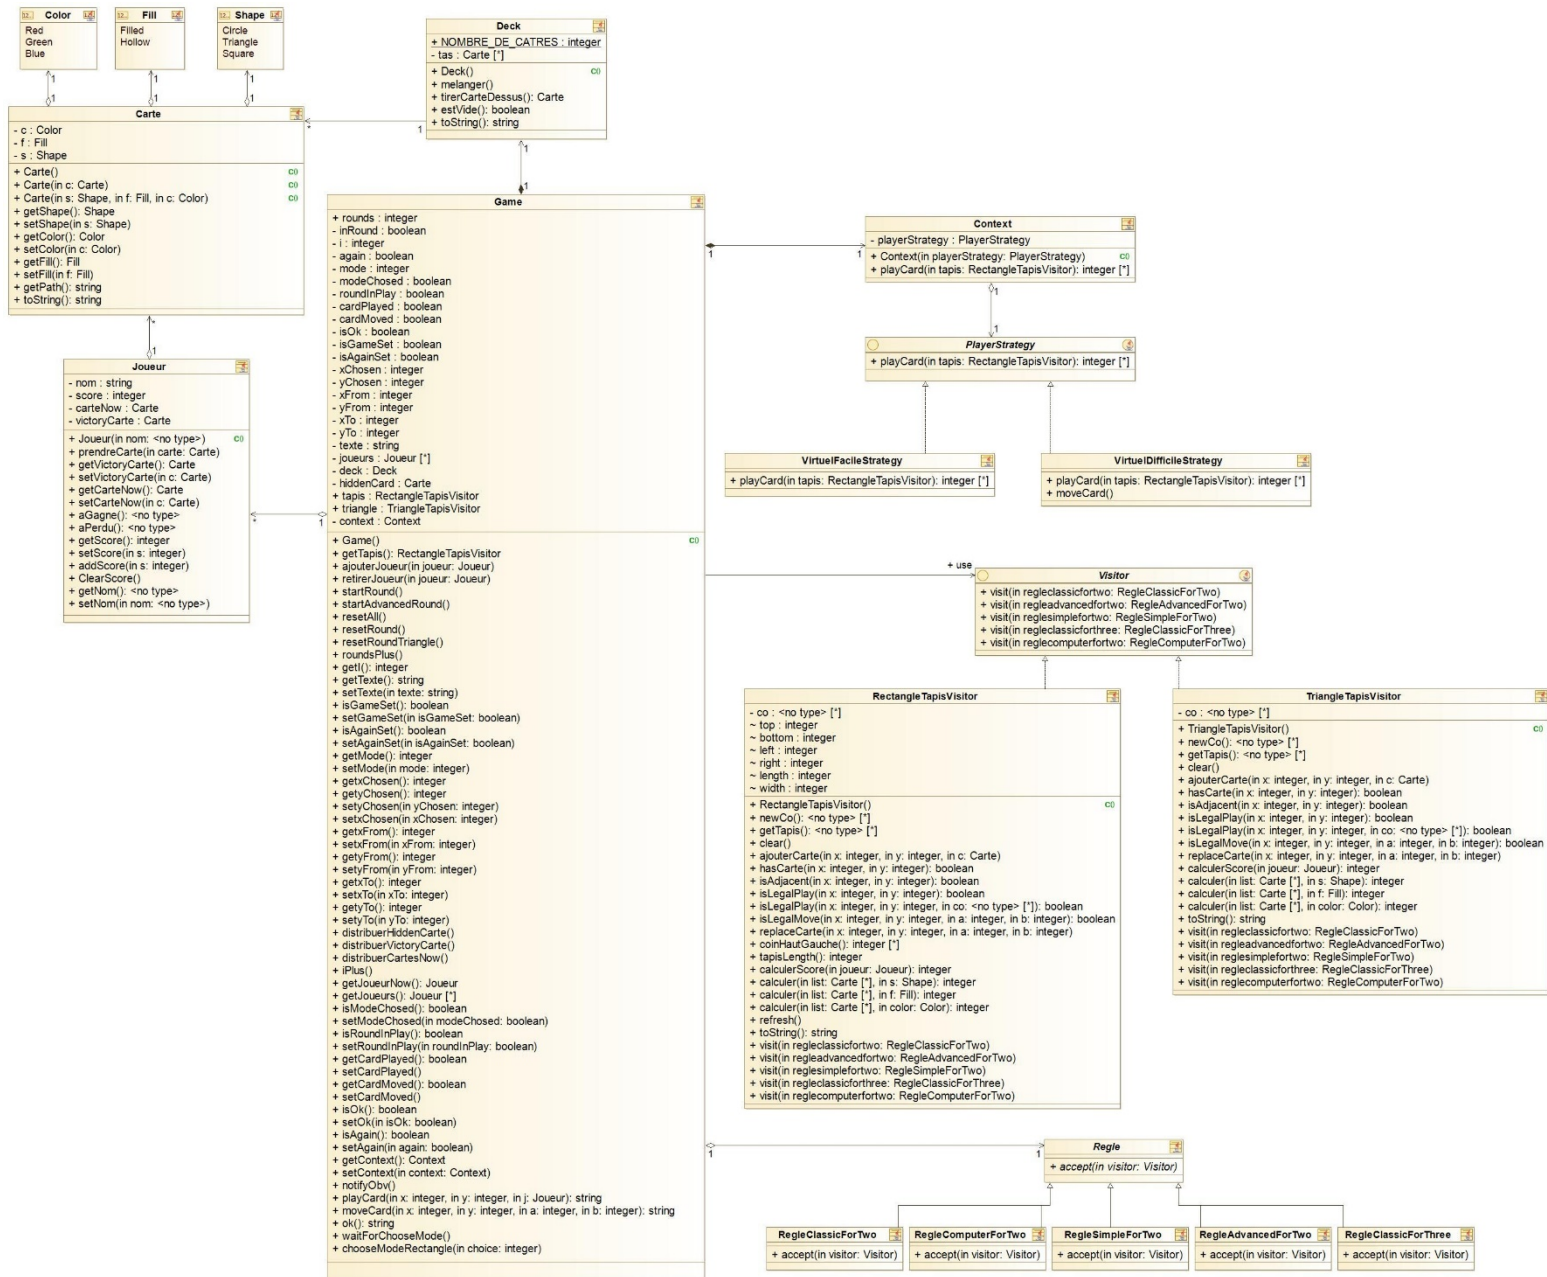 Color
Red
Green
Blue
Fill
Filled
Hollow
Shape
Circle
Triangle
Square
1
1
1
1
1
1
Deck
+ NOMBRE_DE_CATRES : integer
- tas : Carte [*]
+ Deck()
+ melanger()
+ tirerCarteDessus(): Carte
+ estVide(): boolean
+ toString(): string
*
1
1
1
Carte
- c : Color
- f : Fill
- s : Shape
+ Carte()
+ Carte(in c: Carte)
+ Carte(in s: Shape, in f: Fill, in c: Color)
+ getShape(): Shape
+ setShape(in s: Shape)
+ getColor(): Color
+ setColor(in c: Color)
+ getFill(): Fill
+ setFill(in f: Fill)
+ getPath(): string
+ toString(): string
*
1
Joueur
- nom : string
- score : integer
- carteNow : Carte
- victoryCarte : Carte
+ Joueur(in nom: <no type>)
+ prendreCarte(in carte: Carte)
+ getVictoryCarte(): Carte
+ setVictoryCarte(in c: Carte)
+ getCarteNow(): Carte
+ setCarteNow(in c: Carte)
+ aGagne(): <no type>
+ aPerdu(): <no type>
+ getScore(): integer
+ setScore(in s: integer)
+ addScore(in s: integer)
+ ClearScore()
+ getNom(): <no type>
+ setNom(in nom: <no type>)
*
1
Game
+ rounds : integer
- inRound : boolean
- i : integer
- again : boolean
- mode : integer
- modeChosed : boolean
- roundInPlay : boolean
- cardPlayed : boolean
- cardMoved : boolean
- isOk : boolean
- isGameSet : boolean
- isAgainSet : boolean
- xChosen : integer
- yChosen : integer
- xFrom : integer
- yFrom : integer
- xTo : integer
- yTo : integer
- texte : string
- joueurs : Joueur [*]
- deck : Deck
- hiddenCard : Carte
+ tapis : RectangleTapisVisitor
+ triangle : TriangleTapisVisitor
- context : Context
+ Game()
+ getTapis(): RectangleTapisVisitor
+ ajouterJoueur(in joueur: Joueur)
+ retirerJoueur(in joueur: Joueur)
+ startRound()
+ startAdvancedRound()
+ resetAll()
+ resetRound()
+ resetRoundTriangle()
+ roundsPlus()
+ getI(): integer
+ getTexte(): string
+ setTexte(in texte: string)
+ isGameSet(): boolean
+ setGameSet(in isGameSet: boolean)
+ isAgainSet(): boolean
+ setAgainSet(in isAgainSet: boolean)
+ getMode(): integer
+ setMode(in mode: integer)
+ getxChosen(): integer
+ getyChosen(): integer
+ setyChosen(in yChosen: integer)
+ setxChosen(in xChosen: integer)
+ getxFrom(): integer
+ setxFrom(in xFrom: integer)
+ getyFrom(): integer
+ setyFrom(in yFrom: integer)
+ getxTo(): integer
+ setxTo(in xTo: integer)
+ getyTo(): integer
+ setyTo(in yTo: integer)
+ distribuerHiddenCarte()
+ distribuerVictoryCarte()
+ distribuerCartesNow()
+ iPlus()
+ getJoueurNow(): Joueur
+ getJoueurs(): Joueur [*]
+ isModeChosed(): boolean
+ setModeChosed(in modeChosed: boolean)
+ isRoundInPlay(): boolean
+ setRoundInPlay(in roundInPlay: boolean)
+ getCardPlayed(): boolean
+ setCardPlayed()
+ getCardMoved(): boolean
+ setCardMoved()
+ isOk(): boolean
+ setOk(in isOk: boolean)
+ isAgain(): boolean
+ setAgain(in again: boolean)
+ getContext(): Context
+ setContext(in context: Context)
+ notifyObv()
+ playCard(in x: integer, in y: integer, in j: Joueur): string
+ moveCard(in x: integer, in y: integer, in a: integer, in b: integer): string
+ ok(): string
+ waitForChooseMode()
+ chooseModeRectangle(in choice: integer)
1
1
Context
- playerStrategy : PlayerStrategy
+ Context(in playerStrategy: PlayerStrategy)
+ playCard(in tapis: RectangleTapisVisitor): integer [*]
1
1
PlayerStrategy
+ playCard(in tapis: RectangleTapisVisitor): integer [*]
VirtuelFacileStrategy
+ playCard(in tapis: RectangleTapisVisitor): integer [*]
VirtuelDifficileStrategy
+ playCard(in tapis: RectangleTapisVisitor): integer [*]
+ moveCard()
+ use
Visitor
+ visit(in regleclassicfortwo: RegleClassicForTwo)
+ visit(in regleadvancedfortwo: RegleAdvancedForTwo)
+ visit(in reglesimplefortwo: RegleSimpleForTwo)
+ visit(in regleclassicforthree: RegleClassicForThree)
+ visit(in reglecomputerfortwo: RegleComputerForTwo)
RectangleTapisVisitor
- co : <no type> [*]
~ top : integer
~ bottom : integer
~ left : integer
~ right : integer
~ length : integer
~ width : integer
+ RectangleTapisVisitor()
+ newCo(): <no type> [*]
+ getTapis(): <no type> [*]
+ clear()
+ ajouterCarte(in x: integer, in y: integer, in c: Carte)
+ hasCarte(in x: integer, in y: integer): boolean
+ isAdjacent(in x: integer, in y: integer): boolean
+ isLegalPlay(in x: integer, in y: integer): boolean
+ isLegalPlay(in x: integer, in y: integer, in co: <no type> [*]): boolean
+ isLegalMove(in x: integer, in y: integer, in a: integer, in b: integer): boolean
+ replaceCarte(in x: integer, in y: integer, in a: integer, in b: integer)
+ coinHautGauche(): integer [*]
+ tapisLength(): integer
+ calculerScore(in joueur: Joueur): integer
+ calculer(in list: Carte [*], in s: Shape): integer
+ calculer(in list: Carte [*], in f: Fill): integer
+ calculer(in list: Carte [*], in color: Color): integer
+ refresh()
+ toString(): string
+ visit(in regleclassicfortwo: RegleClassicForTwo)
+ visit(in regleadvancedfortwo: RegleAdvancedForTwo)
+ visit(in reglesimplefortwo: RegleSimpleForTwo)
+ visit(in regleclassicforthree: RegleClassicForThree)
+ visit(in reglecomputerfortwo: RegleComputerForTwo)
TriangleTapisVisitor
- co : <no type> [*]
+ TriangleTapisVisitor()
+ newCo(): <no type> [*]
+ getTapis(): <no type> [*]
+ clear()
+ ajouterCarte(in x: integer, in y: integer, in c: Carte)
+ hasCarte(in x: integer, in y: integer): boolean
+ isAdjacent(in x: integer, in y: integer): boolean
+ isLegalPlay(in x: integer, in y: integer): boolean
+ isLegalPlay(in x: integer, in y: integer, in co: <no type> [*]): boolean
+ isLegalMove(in x: integer, in y: integer, in a: integer, in b: integer): boolean
+ replaceCarte(in x: integer, in y: integer, in a: integer, in b: integer)
+ calculerScore(in joueur: Joueur): integer
+ calculer(in list: Carte [*], in s: Shape): integer
+ calculer(in list: Carte [*], in f: Fill): integer
+ calculer(in list: Carte [*], in color: Color): integer
+ toString(): string
+ visit(in regleclassicfortwo: RegleClassicForTwo)
+ visit(in regleadvancedfortwo: RegleAdvancedForTwo)
+ visit(in reglesimplefortwo: RegleSimpleForTwo)
+ visit(in regleclassicforthree: RegleClassicForThree)
+ visit(in reglecomputerfortwo: RegleComputerForTwo)
1
1
Regle
+ accept(in visitor: Visitor)
RegleClassicForTwo
+ accept(in visitor: Visitor)
RegleComputerForTwo
+ accept(in visitor: Visitor)
RegleSimpleForTwo
+ accept(in visitor: Visitor)
RegleAdvancedForTwo
+ accept(in visitor: Visitor)
RegleClassicForThree
+ accept(in visitor: Visitor)